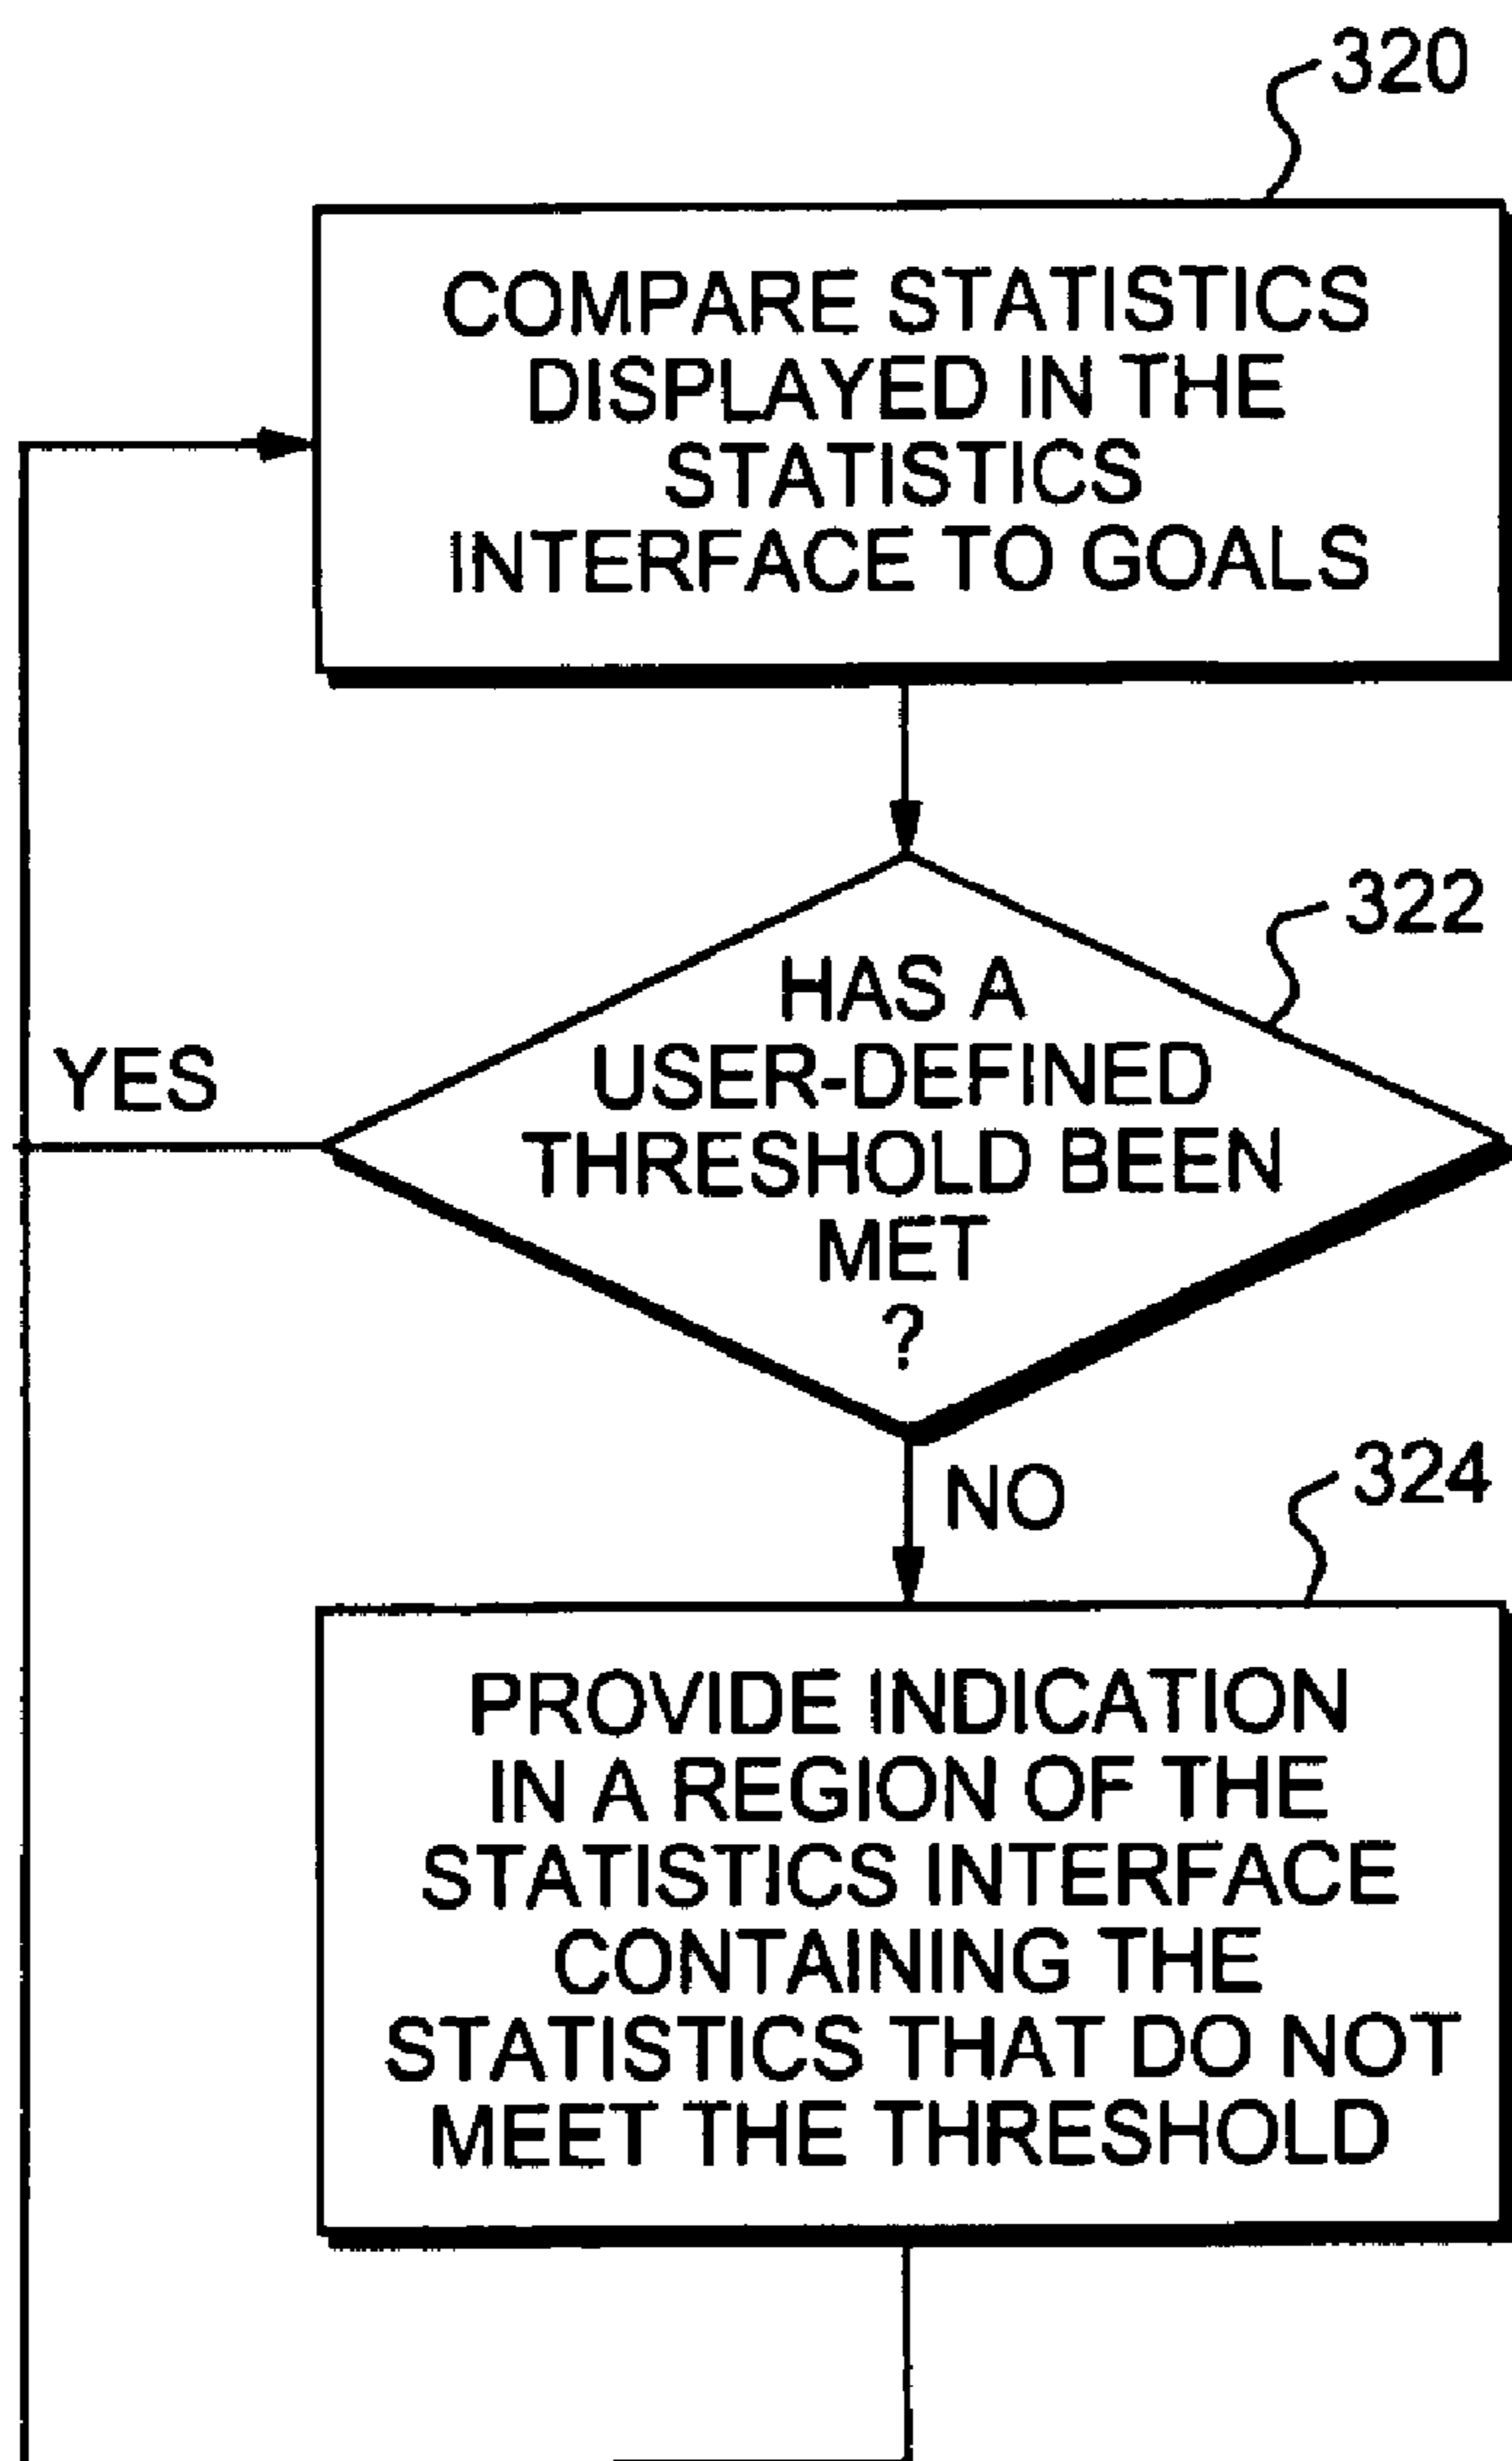 320
COMPARE STATISTICS
DISPLAYED IN THE
STATISTICS
INTERFACE TO GOALS
322
HAS A
USER-DEFINED
THRESHOLD BEEN
MET
?
YES
NO
324
PROVIDE INDICATION
IN A REGION OF THE
STATISTICS INTERFACE
CONTAINING THE
STATISTICS THAT DO NOT
MEET THE THRESHOLD